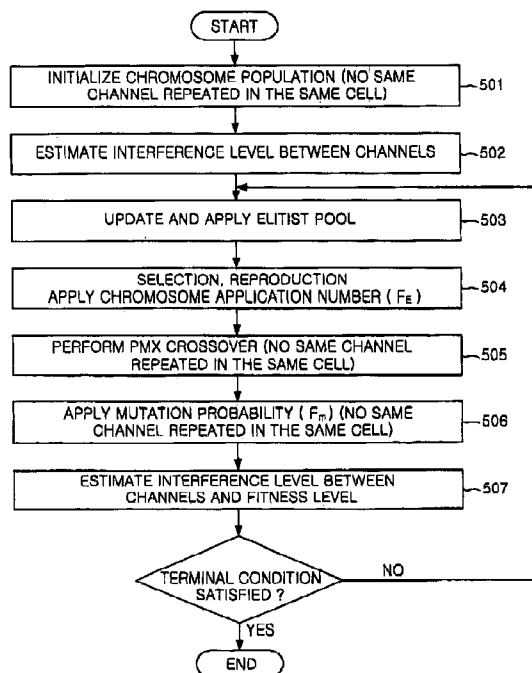 START
INITIALIZE CHROMOSOME POPULATION (NO SAME
CHANNEL REPEATED IN THE SAME CELL)
501
ESTIMATE INTERFERENCE LEVEL BETWEEN CHANNELS
502
UPDATE AND APPLY ELITIST POOL
503
SELECTION, REPRODUCTION
APPLY CHROMOSOME APPLICATION NUMBER ( FE )
504
PERFORM PMX CROSSOVER (NO SAME CHANNEL
REPEATED IN THE SAME CELL)
505
APPLY MUTATION PROBABILITY ( Fm ) (NO SAME
CHANNEL REPEATED IN THE SAME CELL)
506
ESTIMATE INTERFERENCE LEVEL BETWEEN
CHANNELS AND FITNESS LEVEL
507
TERMINAL CONDITION
SATISFIED ?
NO
YES
END